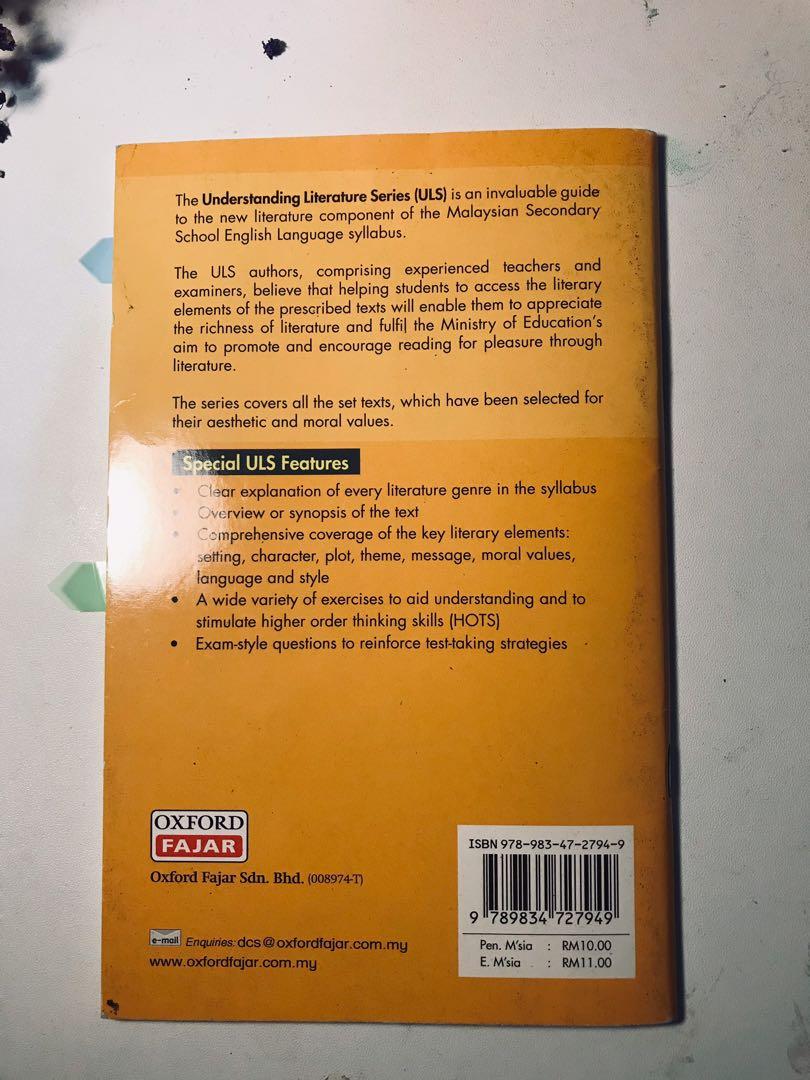 The Understanding Literature Series (ULS) is an invaluable guide
to the new literature component of the Malaysian Secondary
School English Language syllabus.
The ULS authors, comprising experienced teachers and
examiners, believe that helping students to access the literary
elements of the prescribed texts will enable them to appreciate
the richness of literature and fulfil the Ministry of Education's
aim to promote and encourage reading for pleasure through
literature.
The series covers all the set texts, which have been selected for
their aesthetic and moral values.
Special ULS Features
• Clear explanation of every literature genre in the syllabus
• Overview or synopsis of the text
• Comprehensive coverage of the key literary elements:
setting, character, plot, theme, message, moral values,
language and style
• A wide variety of exercises to aid understanding and to
stimulate higher order thinking skills (HOTS)
• Exam-style questions to reinforce test-taking strategies
OXFORD
FAJAR
Oxford Fajar Sdn. Bhd. (008974-T)
e-mail Enquiries: dcs@oxfordfajar.com.my
www.oxfordfajar.com.my
ISBN 978-983-47-2794-9
9 789834 727949
Pen. M'sia : RM10.00
E. M'sia : RM11.00